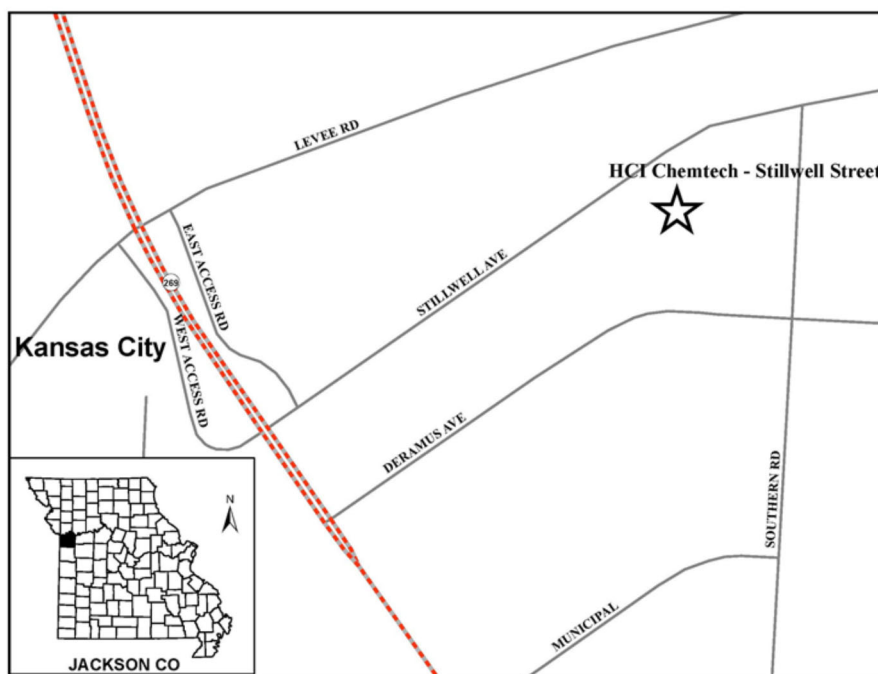 LEVEE RD
HCI Chemtech - Stillwell Street
EAST ACCESS RD
STILLWELL AVE
269
WEST ACCESS RD
Kansas City
DERAMUS AVE
SOUTHERN RD
N
MUNICIPAL
JACKSON CO